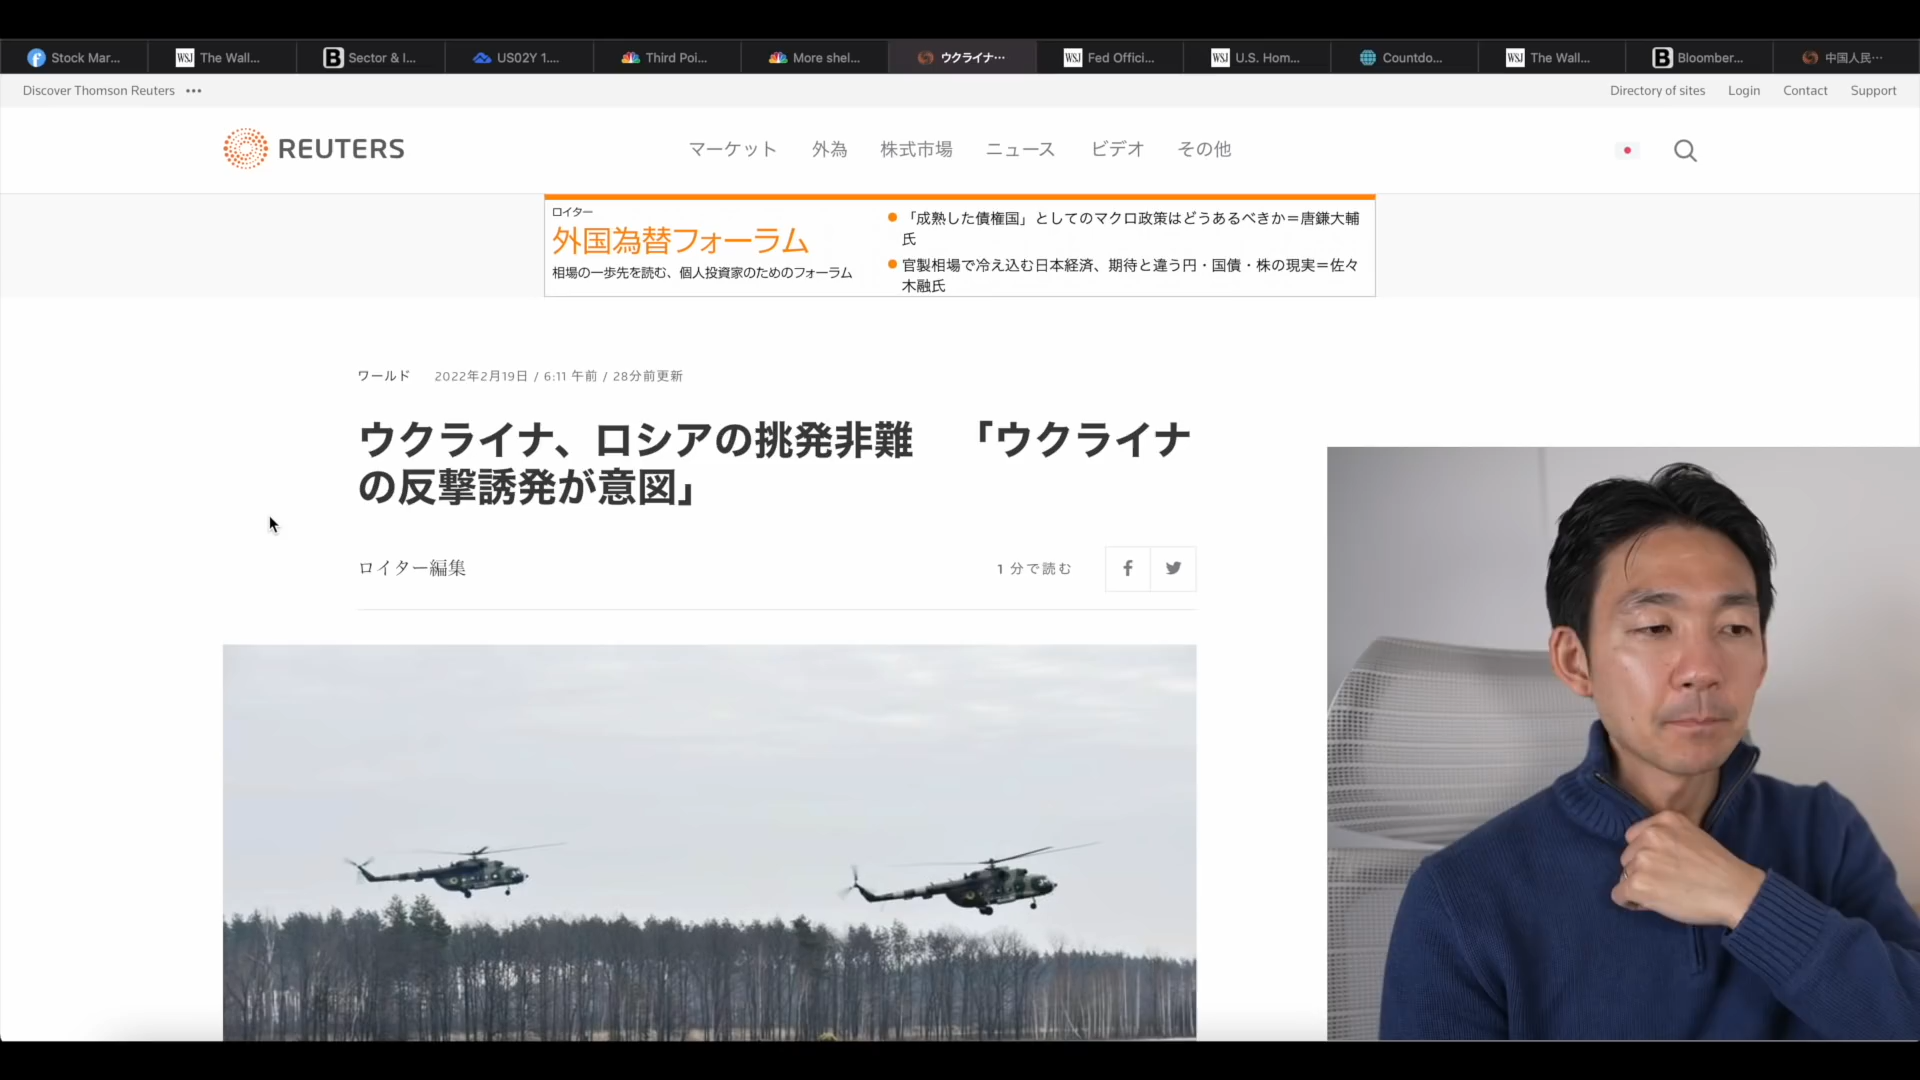 Stock Mar...
The Wall...
Sector & I...
US02Y 1....
Third Poi...
More shel...
ウクライナ…
Fed Offici...
U.S. Hom...
Countdo...
The Wall...
Bloomber...
中国人民…
Discover Thomson Reuters •••
Directory of sites
Login
Contact
Support
REUTERS
マーケット
外為
株式市場
ニュース
ビデオ
その他
ロイター
外国為替フォーラム
相場の一歩先を読む、個人投資家のためのフォーラム
「成熟した債権国」としてのマクロ政策はどうあるべきか＝唐鎌大輔
氏
官製相場で冷え込む日本経済、期待と違う円・国債・株の現実＝佐々
木融氏
ワールド
2022年2月19日 / 6:11 午前 / 28分前更新
ウクライナ、ロシアの挑発非難　「ウクライナ
の反撃誘発が意図」
ロイター編集
1 分で読む